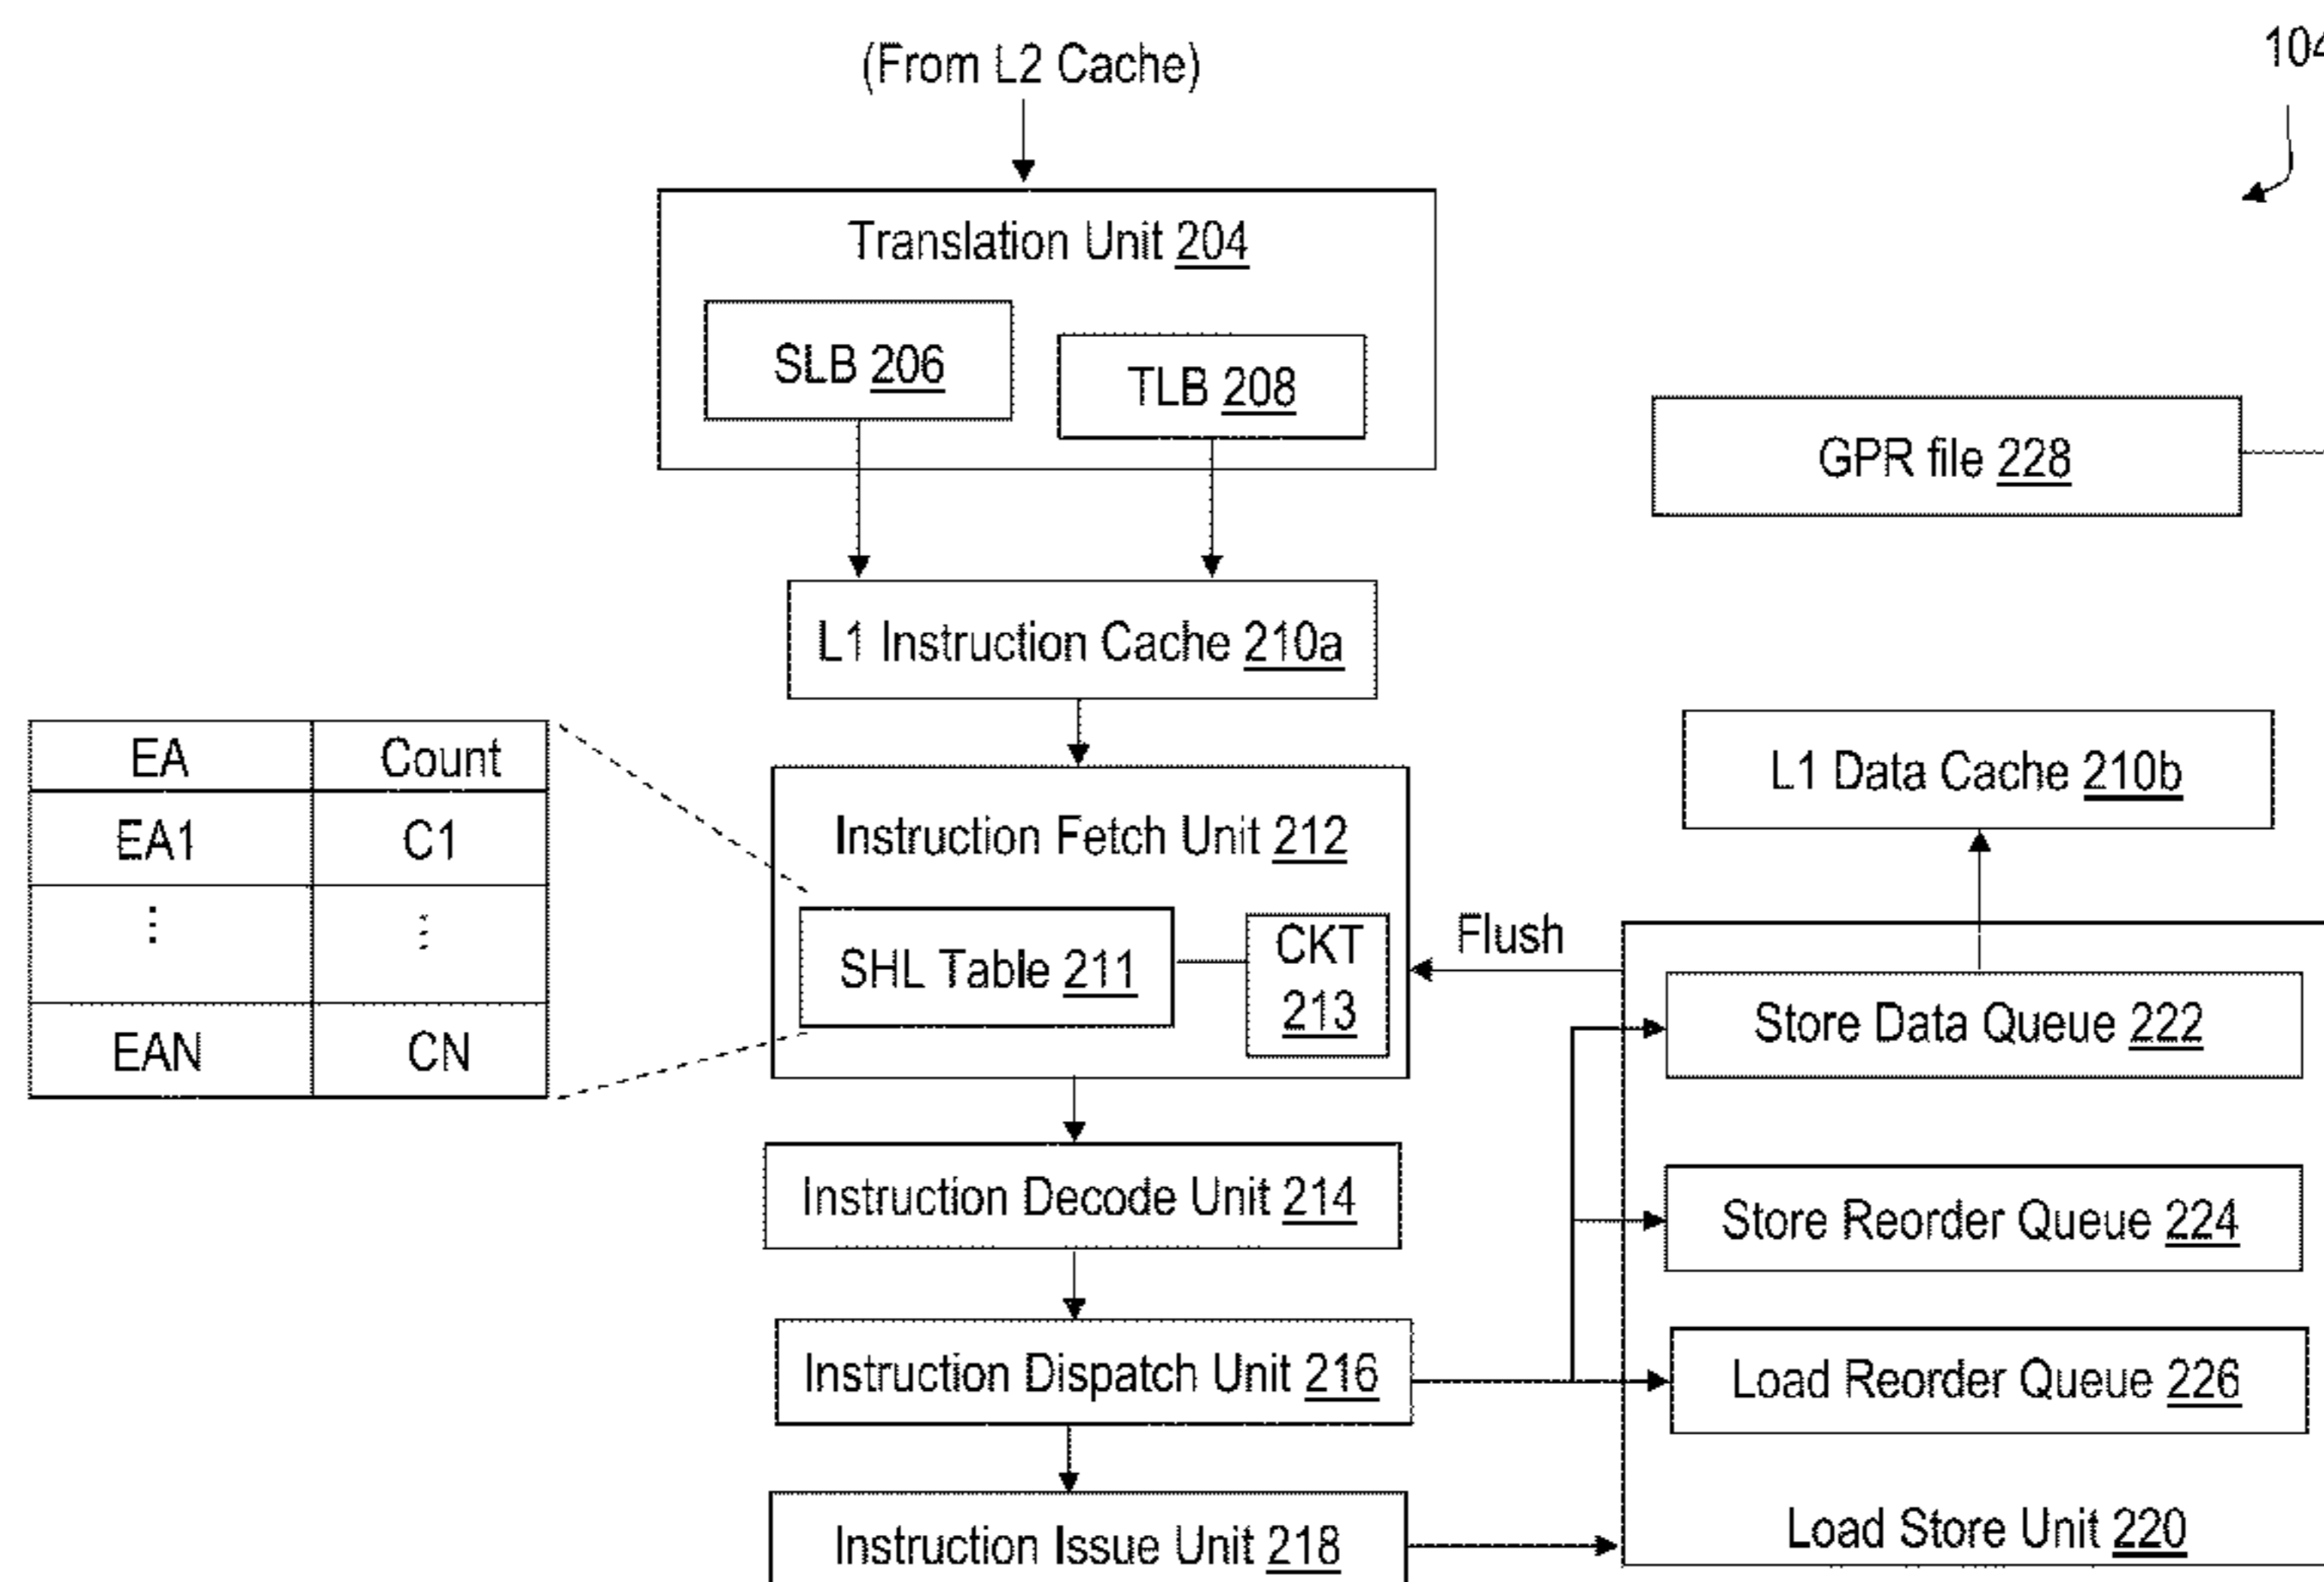 (From L2 Cache)
104
Translation Unit 204
SLB 206
TLB 208
GPR file 228
L1 Instruction Cache 210a
EA Count
EA1 C1
⋮ ⋮
EAN CN
Instruction Fetch Unit 212
SHL Table 211
CKT
213
Flush
L1 Data Cache 210b
Store Data Queue 222
Instruction Decode Unit 214
Store Reorder Queue 224
Instruction Dispatch Unit 216
Load Reorder Queue 226
Instruction Issue Unit 218
Load Store Unit 220